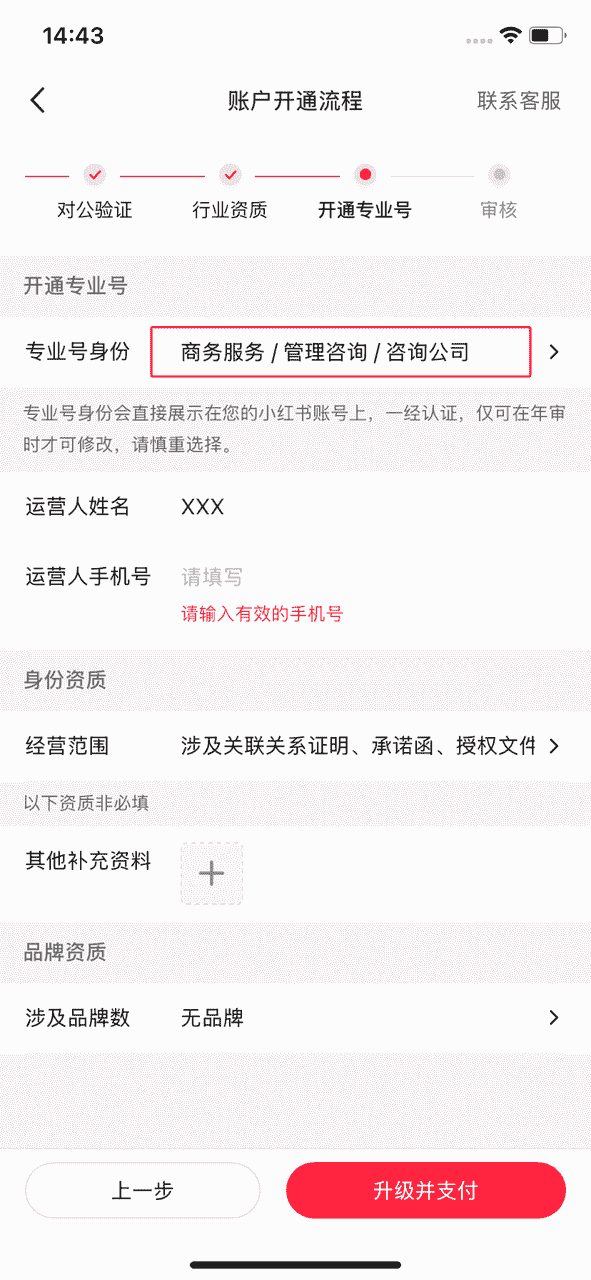 14:43
账户开通流程
联系客服
对公验证
行业资质
开通专业号
审核
开通专业号
专业号身份
商务服务 / 管理咨询 / 咨询公司
专业号身份会直接展示在您的小红书账号上，一经认证，仅可在年审
时才可修改，请慎重选择。
运营人姓名
XXX
运营人手机号
请填写
请输入有效的手机号
身份资质
经营范围
涉及关联关系证明、承诺函、授权文件
以下资质非必填
其他补充资料
品牌资质
涉及品牌数
无品牌
上一步
升级并支付